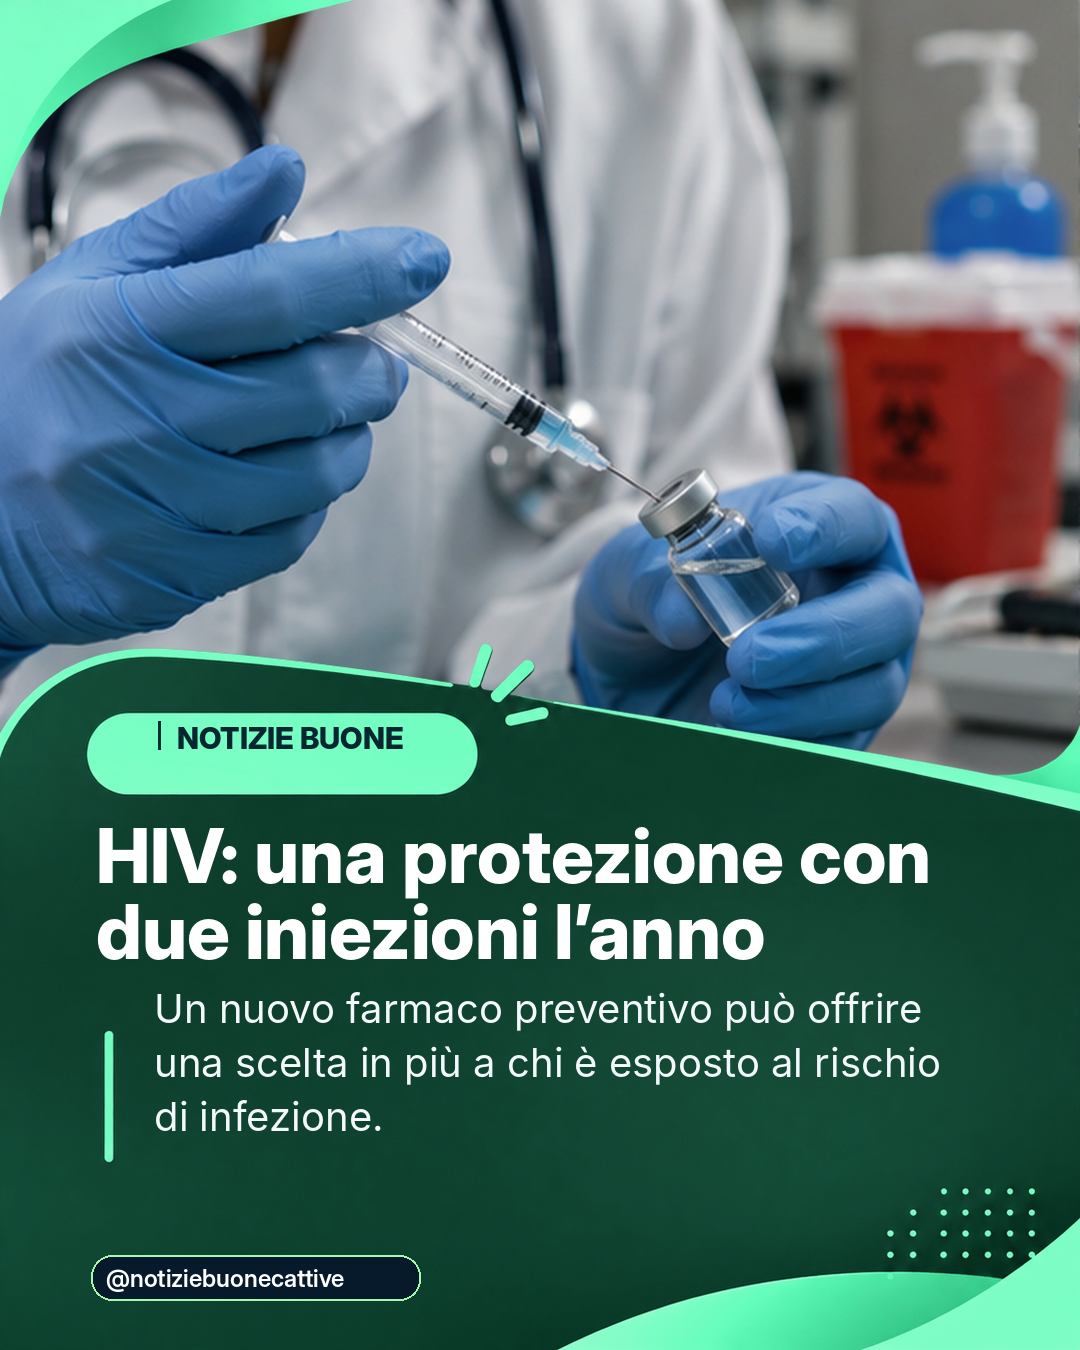 | NOTIZIE BUONE
HIV: una protezione con
due iniezioni l’anno
Un nuovo farmaco preventivo può offrire
una scelta in più a chi è esposto al rischio
di infezione.
@notiziebuonecattive